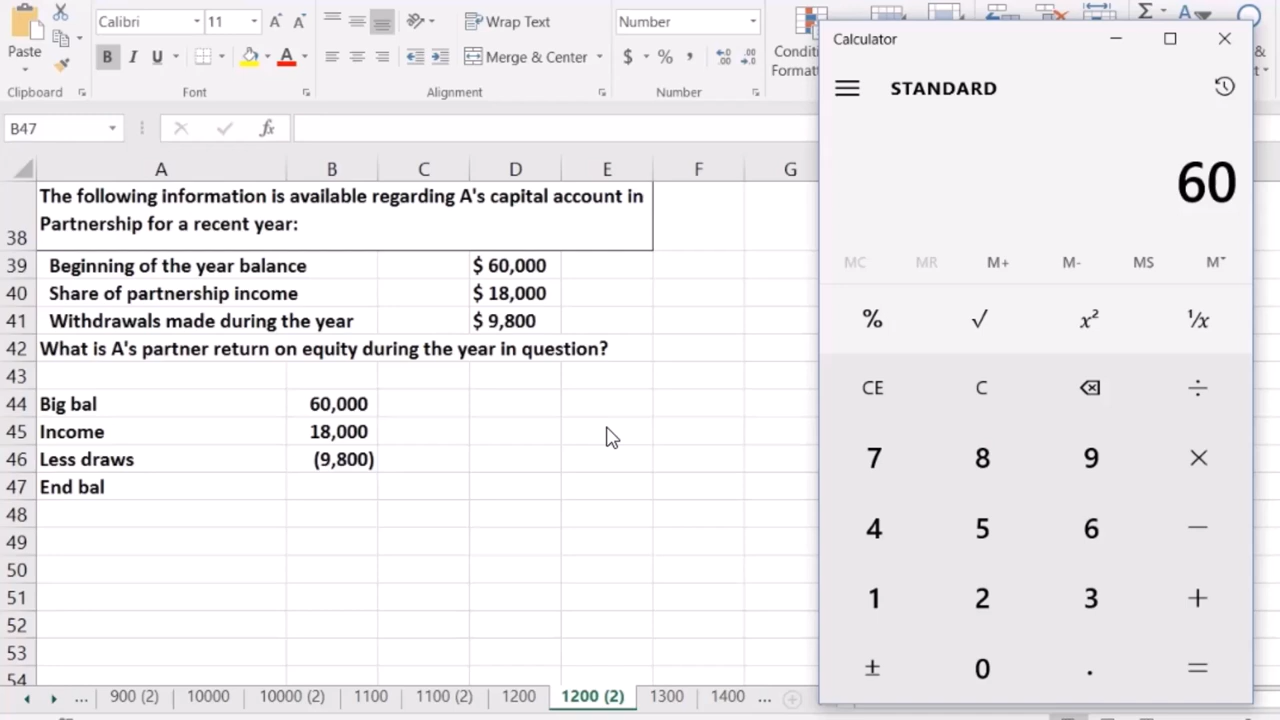 Calibri 11 A A Wrap Text Number
Paste B I U A Merge & Center $ % , Conditi
Formatt
Clipboard Font Alignment Number
B47 fx
A B C D E F G
38 The following information is available regarding A's capital account in
Partnership for a recent year:
39 Beginning of the year balance $ 60,000
40 Share of partnership income $ 18,000
41 Withdrawals made during the year $ 9,800
42 What is A's partner return on equity during the year in question?
43
44 Big bal 60,000
45 Income 18,000
46 Less draws (9,800)
47 End bal
48
49
50
51
52
53
54
... 900 (2) 10000 10000 (2) 1100 1100 (2) 1200 1200 (2) 1300 1400 ...
Calculator
STANDARD
60
MC MR M+ M- MS M
% √ x² ¹/x
CE C ÷
7 8 9 ×
4 5 6 −
1 2 3 +
± 0 . =